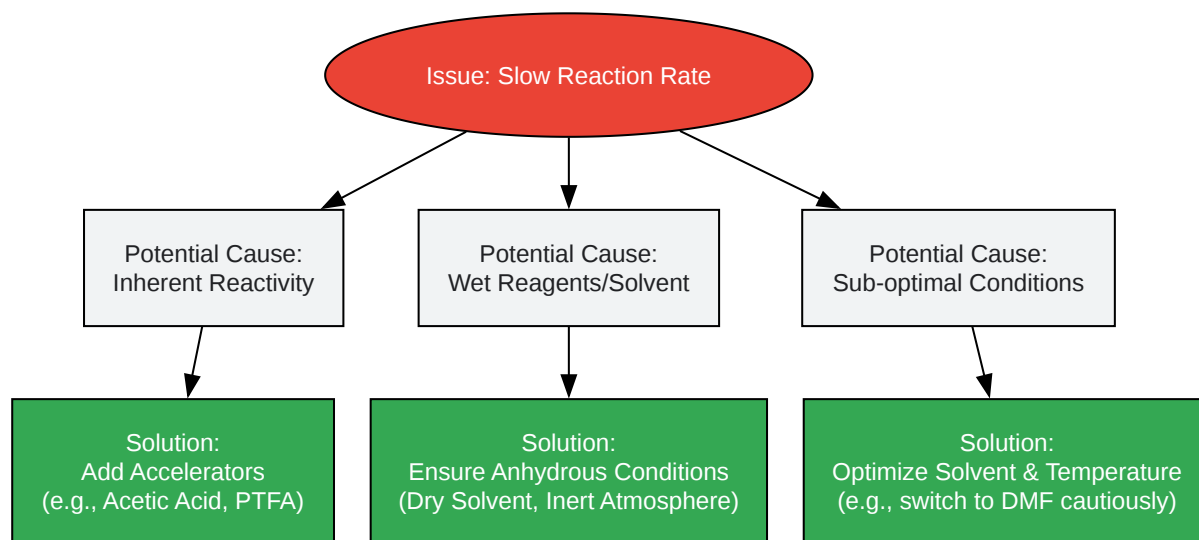 Issue: Slow Reaction Rate
Potential Cause:
Inherent Reactivity
Potential Cause:
Wet Reagents/Solvent
Potential Cause:
Sub-optimal Conditions
Solution:
Add Accelerators
(e.g., Acetic Acid, PTFA)
Solution:
Ensure Anhydrous Conditions
(Dry Solvent, Inert Atmosphere)
Solution:
Optimize Solvent & Temperature
(e.g., switch to DMF cautiously)